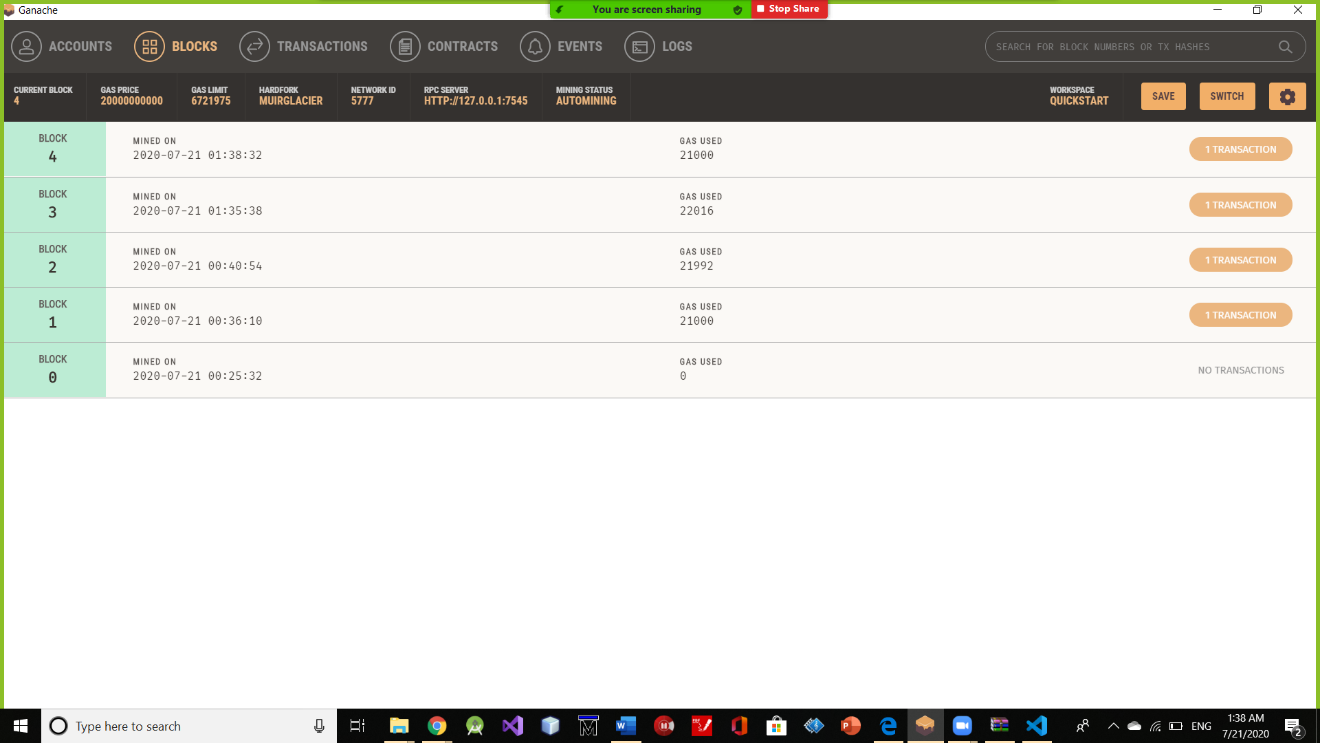 Ganache
You are screen sharing
Stop Share
ACCOUNTS
BLOCKS
TRANSACTIONS
CONTRACTS
EVENTS
LOGS
SEARCH FOR BLOCK NUMBERS OR TX HASHES
CURRENT BLOCK
4
GAS PRICE
20000000000
GAS LIMIT
6721975
HARDFORK
MUIRGLACIER
NETWORK ID
5777
RPC SERVER
HTTP://127.0.0.1:7545
MINING STATUS
AUTOMINING
WORKSPACE
QUICKSTART
SAVE
SWITCH
BLOCK
4
MINED ON
2020-07-21 01:38:32
GAS USED
21000
1 TRANSACTION
BLOCK
3
MINED ON
2020-07-21 01:35:38
GAS USED
22016
1 TRANSACTION
BLOCK
2
MINED ON
2020-07-21 00:40:54
GAS USED
21992
1 TRANSACTION
BLOCK
1
MINED ON
2020-07-21 00:36:10
GAS USED
21000
1 TRANSACTION
BLOCK
0
MINED ON
2020-07-21 00:25:32
GAS USED
0
NO TRANSACTIONS
Type here to search
ENG
1:38 AM
7/21/2020
2